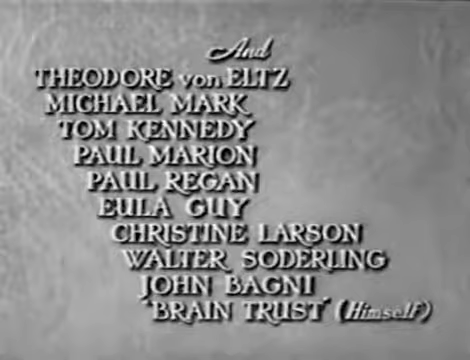 And
THEODORE von ELTZ
MICHAEL MARK
TOM KENNEDY
PAUL MARION
PAUL REGAN
EULA GUY
CHRISTINE LARSON
WALTER SODERLING
JOHN BAGNI
"BRAIN TRUST" (Himself)